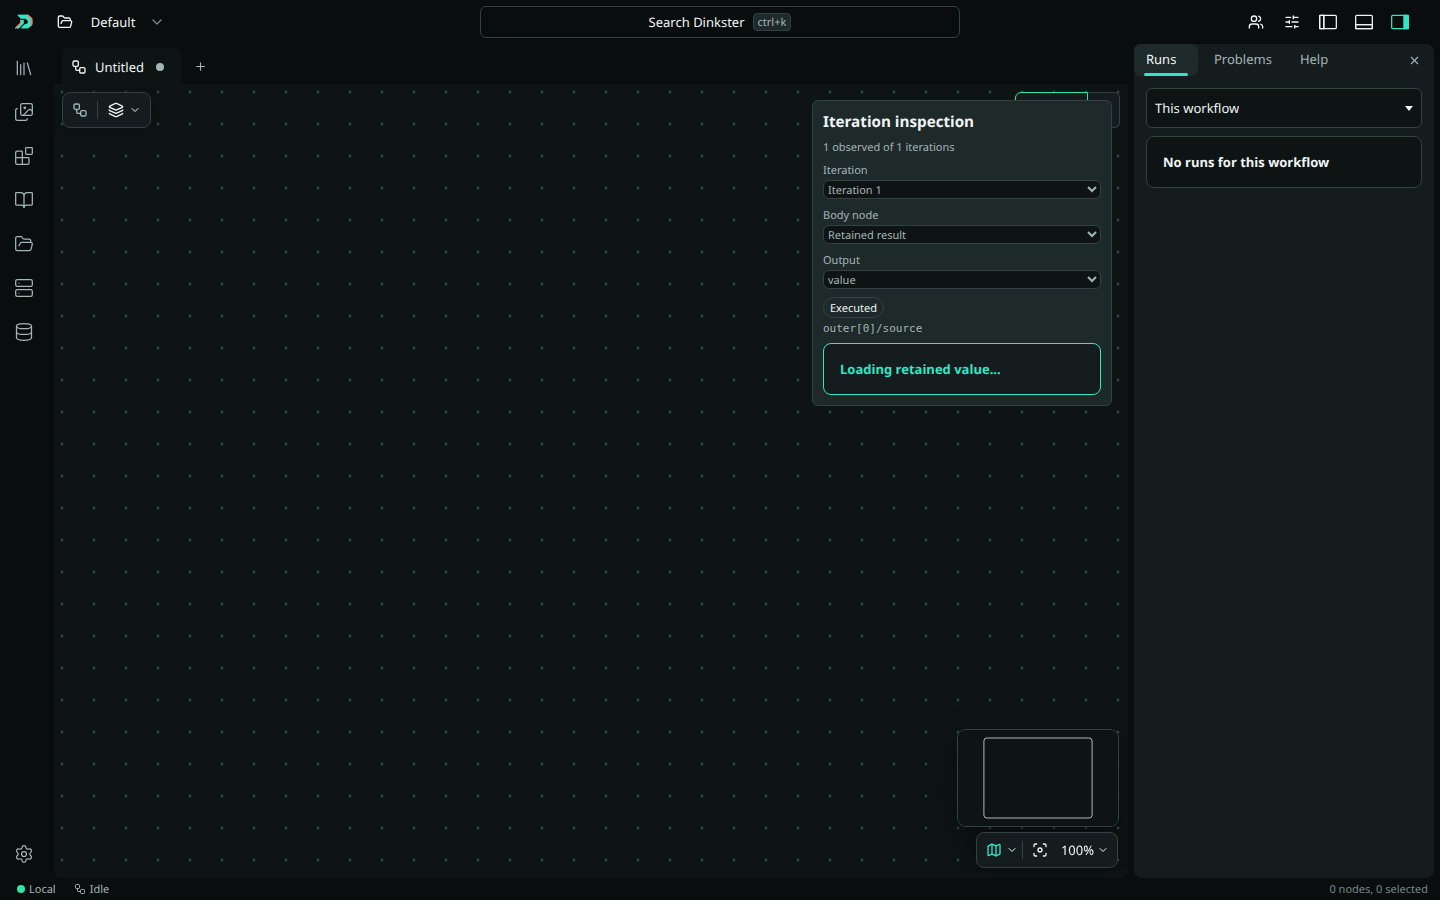 Default
Search Dinkster ctrl+k
Untitled
Runs Problems Help
This workflow
No runs for this workflow
Iteration inspection
1 observed of 1 iterations
Iteration
Iteration 1
Body node
Retained result
Output
value
Executed
outer[0]/source
Loading retained value...
100%
Local Idle
0 nodes, 0 selected